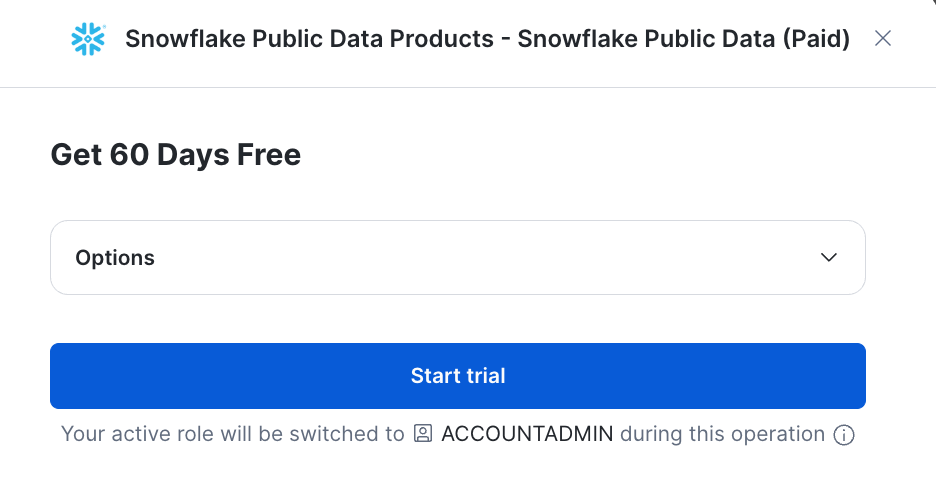 Snowflake Public Data Products - Snowflake Public Data (Paid)
Get 60 Days Free
Options
Start trial
Your active role will be switched to ACCOUNTADMIN during this operation